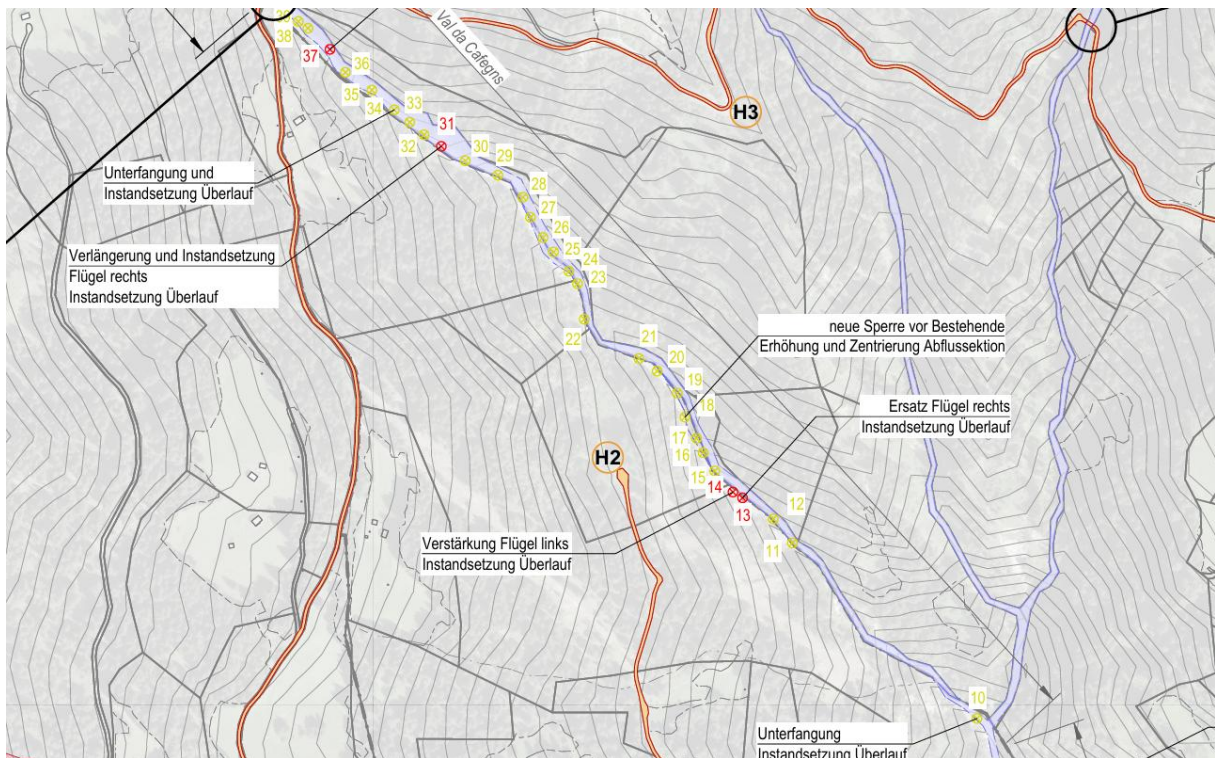 39
38
37
Val da Cafegns
36
35
34
33
32
31
30
29
28
27
26
25
24
23
22
21
20
19
18
17
16
15
14
13
12
11
10
H3
H2
Unterfangung und
Instandsetzung Überlauf
Verlängerung und Instandsetzung
Flügel rechts
Instandsetzung Überlauf
neue Sperre vor Bestehende
Erhöhung und Zentrierung Abflussektion
Ersatz Flügel rechts
Instandsetzung Überlauf
Verstärkung Flügel links
Instandsetzung Überlauf
Unterfangung
Instandsetzung Überlauf